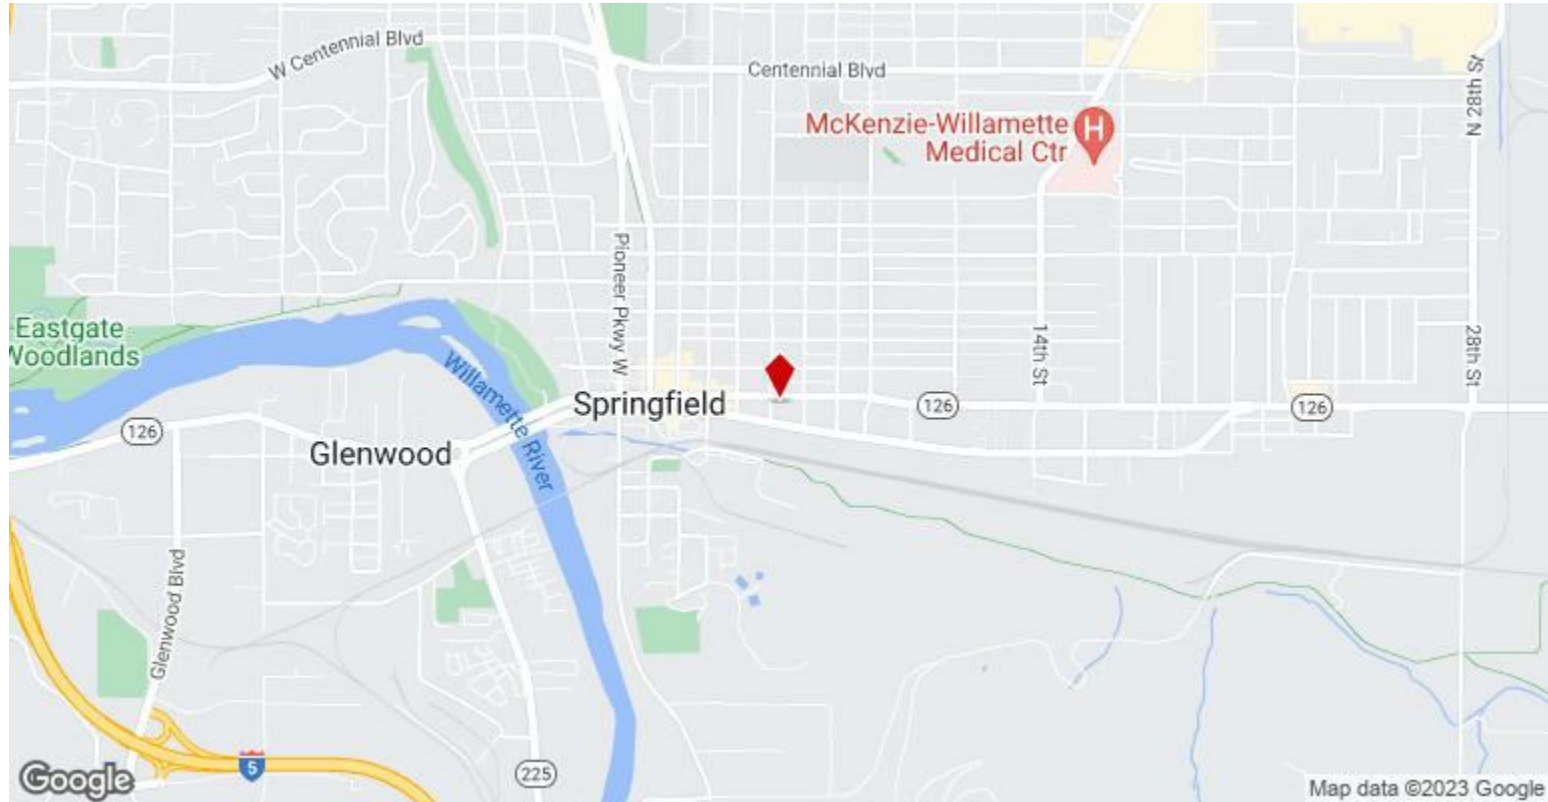 W Centennial Blvd
Centennial Blvd
N 28th S
McKenzie-Willamette
Medical Ctr
H
Pioneer Pkwy W
-Eastgate
Woodlands
14th St
28th St
Willamette River
Springfield
126
126
126
Glenwood
Glenwood Blvd
5
225
Google
Map data ©2023 Google